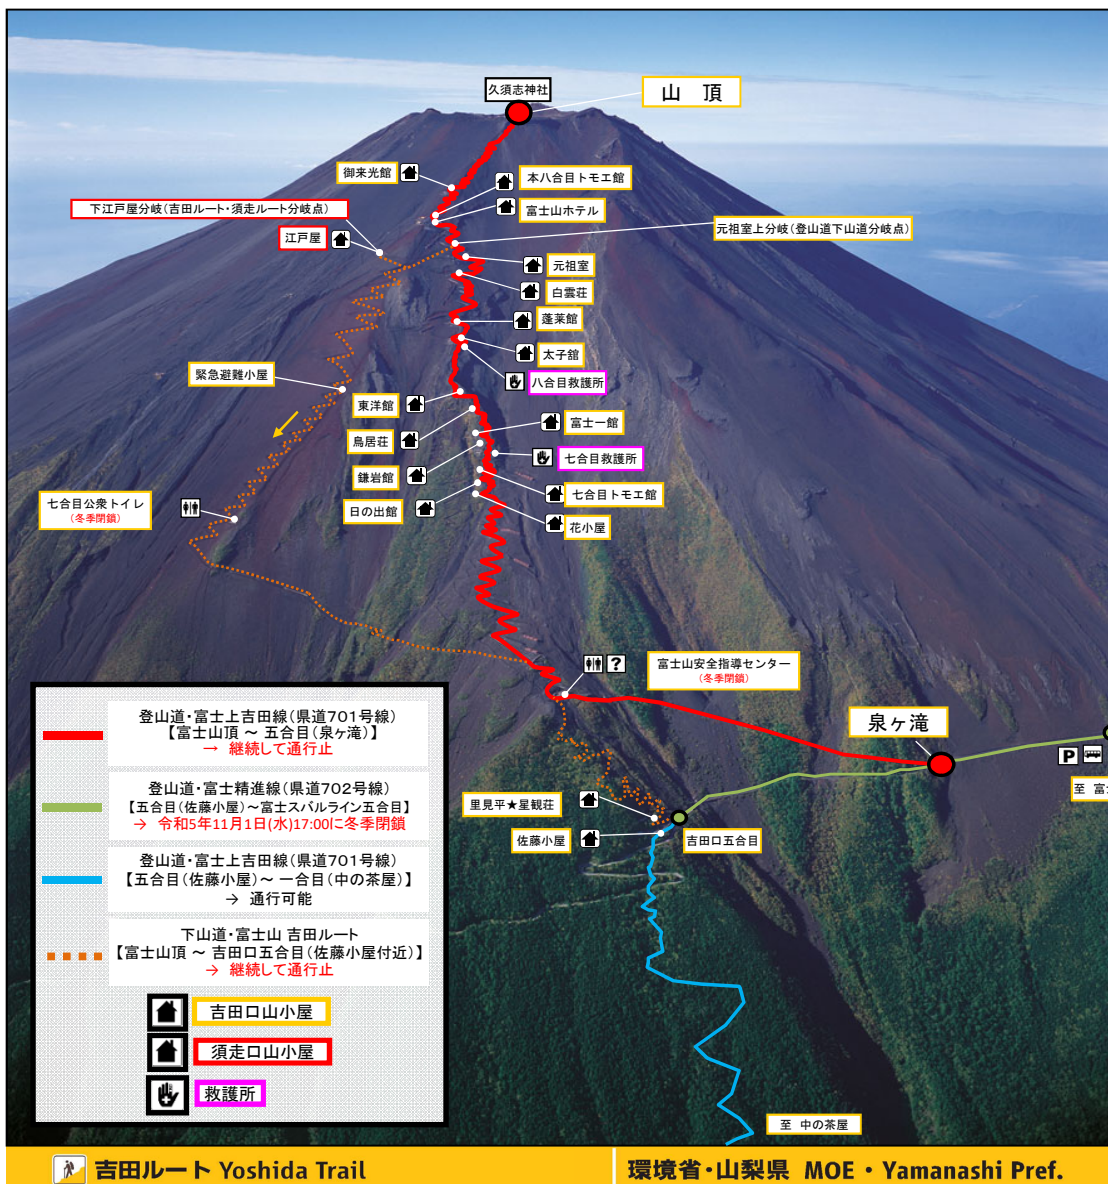 久須志神社
山 頂
御来光館
本八合目トモエ館
下江戸屋分岐(吉田ルート・須走ルート分岐点)
富士山ホテル
江戸屋
元祖室上分岐(登山道下山道分岐点)
元祖室
白雲荘
蓬莱館
太子舘
緊急避難小屋
八合目救護所
東洋館
富士一館
鳥居荘
七合目救護所
鎌岩館
七合目トモエ館
七合目公衆トイレ
(冬季閉鎖)
日の出館
花小屋
?
富士山安全指導センター
(冬季閉鎖)
泉ヶ滝
P
至 富士
里見平★星観荘
佐藤小屋
吉田口五合目
登山道・富士上吉田線(県道701号線)
【富士山頂 ~ 五合目(泉ヶ滝)】
→ 継続して通行止
登山道・富士精進線(県道702号線)
【五合目(佐藤小屋)~富士スバルライン五合目】
→ 令和5年11月1日(水)17:00に冬季閉鎖
登山道・富士上吉田線(県道701号線)
【五合目(佐藤小屋)~ 一合目(中の茶屋)】
→ 通行可能
下山道・富士山 吉田ルート
【富士山頂 ~ 吉田口五合目(佐藤小屋付近)】
→ 継続して通行止
吉田口山小屋
須走口山小屋
救護所
至 中の茶屋
吉田ルート Yoshida Trail
環境省・山梨県 MOE・Yamanashi Pref.